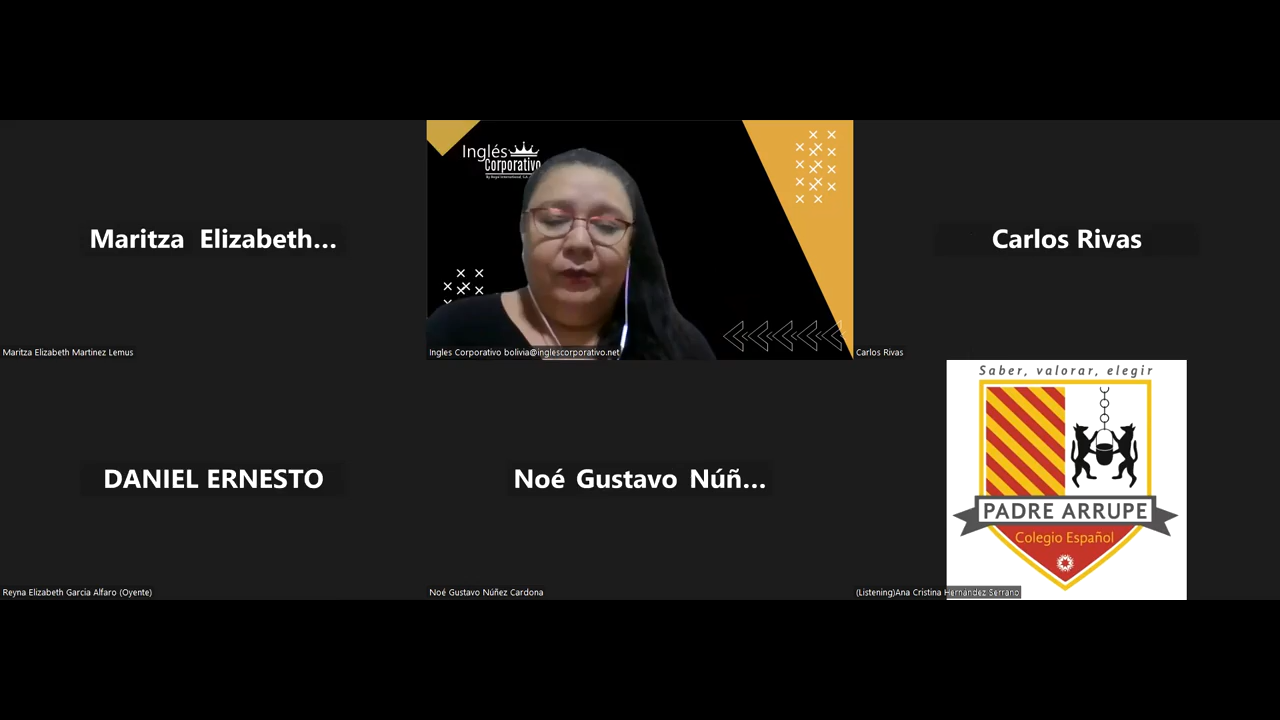 Maritza Elizabeth...
Maritza Elizabeth Martinez Lemus
Inglés
Corporativo
Ingles Corporativo bolivia@inglescorporativo.net
Carlos Rivas
Carlos Rivas
DANIEL ERNESTO
Reyna Elizabeth Garcia Alfaro (Oyente)
Noé Gustavo Núñ...
Noé Gustavo Núñez Cardona
Saber, valorar, elegir
PADRE ARRUPE
Colegio Español
(Listening)Ana Cristina Hernández Serrano